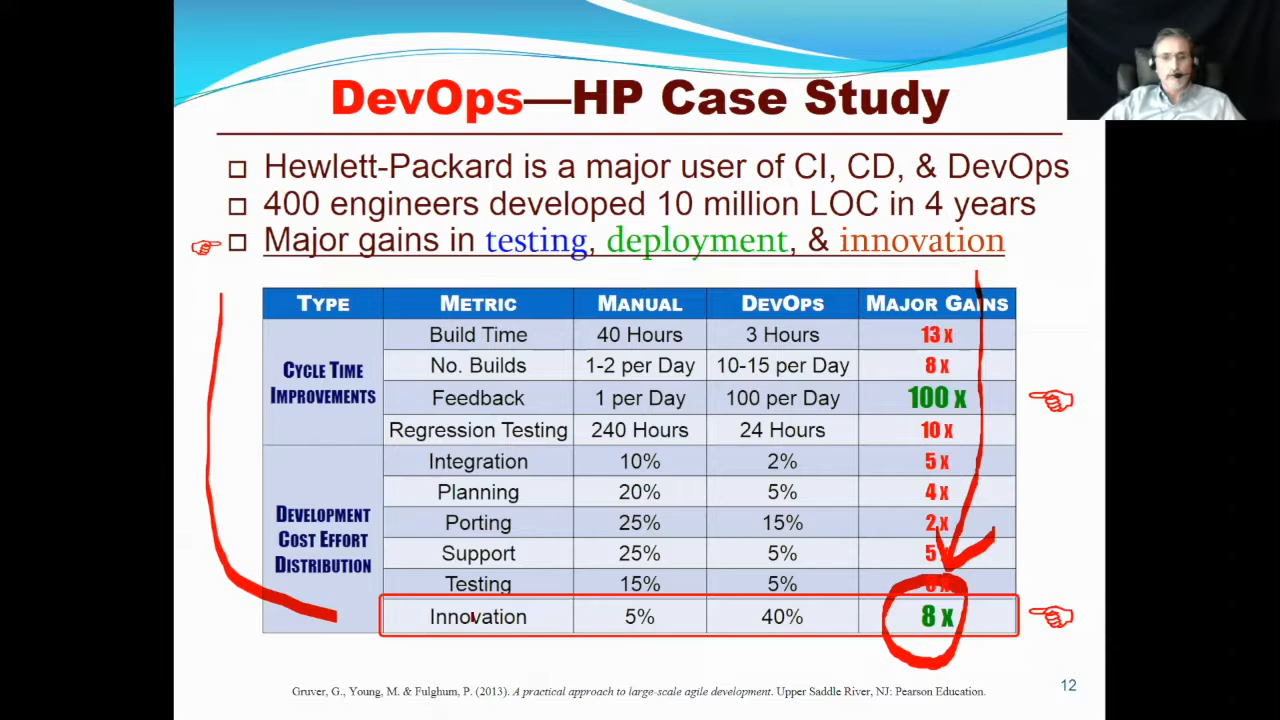 DevOps—HP Case Study
Hewlett-Packard is a major user of CI, CD, & DevOps
400 engineers developed 10 million LOC in 4 years
Major gains in testing, deployment, & innovation
TYPE METRIC MANUAL DEVOPS MAJOR GAINS
CYCLE TIME IMPROVEMENTS
Build Time 40 Hours 3 Hours 13 x
No. Builds 1-2 per Day 10-15 per Day 8 x
Feedback 1 per Day 100 per Day 100 x
Regression Testing 240 Hours 24 Hours 10 x
DEVELOPMENT COST EFFORT DISTRIBUTION
Integration 10% 2% 5 x
Planning 20% 5% 4 x
Porting 25% 15% 2 x
Support 25% 5% 5
Testing 15% 5%
Innovation 5% 40% 8 x
Gruver, G., Young, M. & Fulghum, P. (2013). A practical approach to large-scale agile development. Upper Saddle River, NJ: Pearson Education.
12